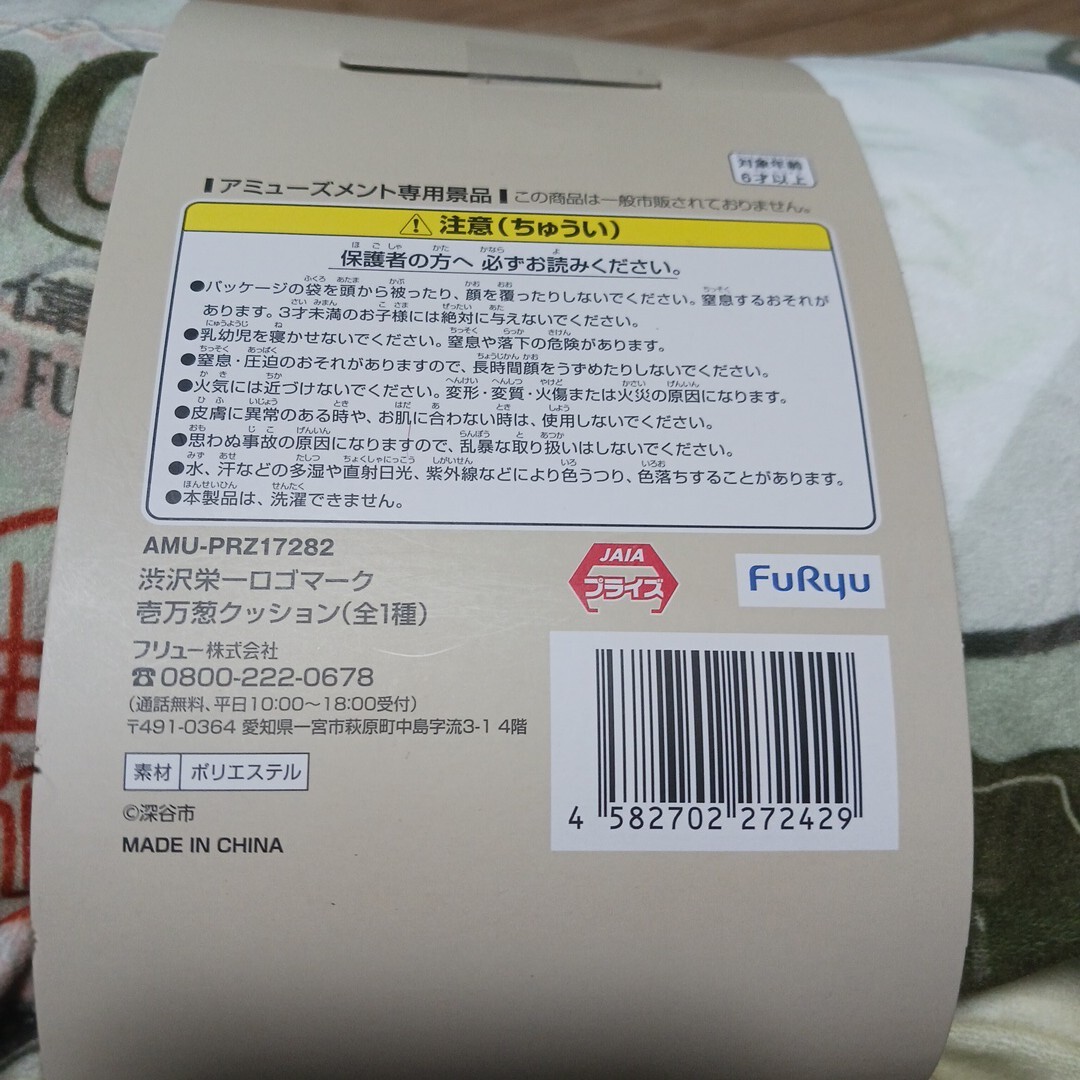 対象年齢
6才以上
アミューズメント専用景品 この商品は一般市販されておりません。
注意(ちゅうい)
保護者の方へ 必ずお読みください。
●パッケージの袋を頭から被ったり、顔を覆ったりしないでください。窒息するおそれが
あります。3才未満のお子様には絶対に与えないでください。
●乳幼児を寝かせないでください。窒息や落下の危険があります。
●窒息・圧迫のおそれがありますので、長時間顔をうずめたりしないでください。
●火気には近づけないでください。変形・変質・火傷または火災の原因になります。
●皮膚に異常のある時や、お肌に合わない時は、使用しないでください。
●思わぬ事故の原因になりますので、乱暴な取り扱いはしないでください。
●水、汗などの多湿や直射日光、紫外線などにより色うつり、色落ちすることがあります。
●本製品は、洗濯できません。
AMU-PRZ17282
渋沢栄一ロゴマーク
壱万葱クッション(全1種)
フリュー株式会社
☎0800-222-0678
(通話無料、平日10:00~18:00受付)
〒491-0364 愛知県一宮市萩原町中島字流3-1 4階
素材 ポリエステル
©深谷市
MADE IN CHINA
JAIA
プライズ
FuRyu
4 582702 272429